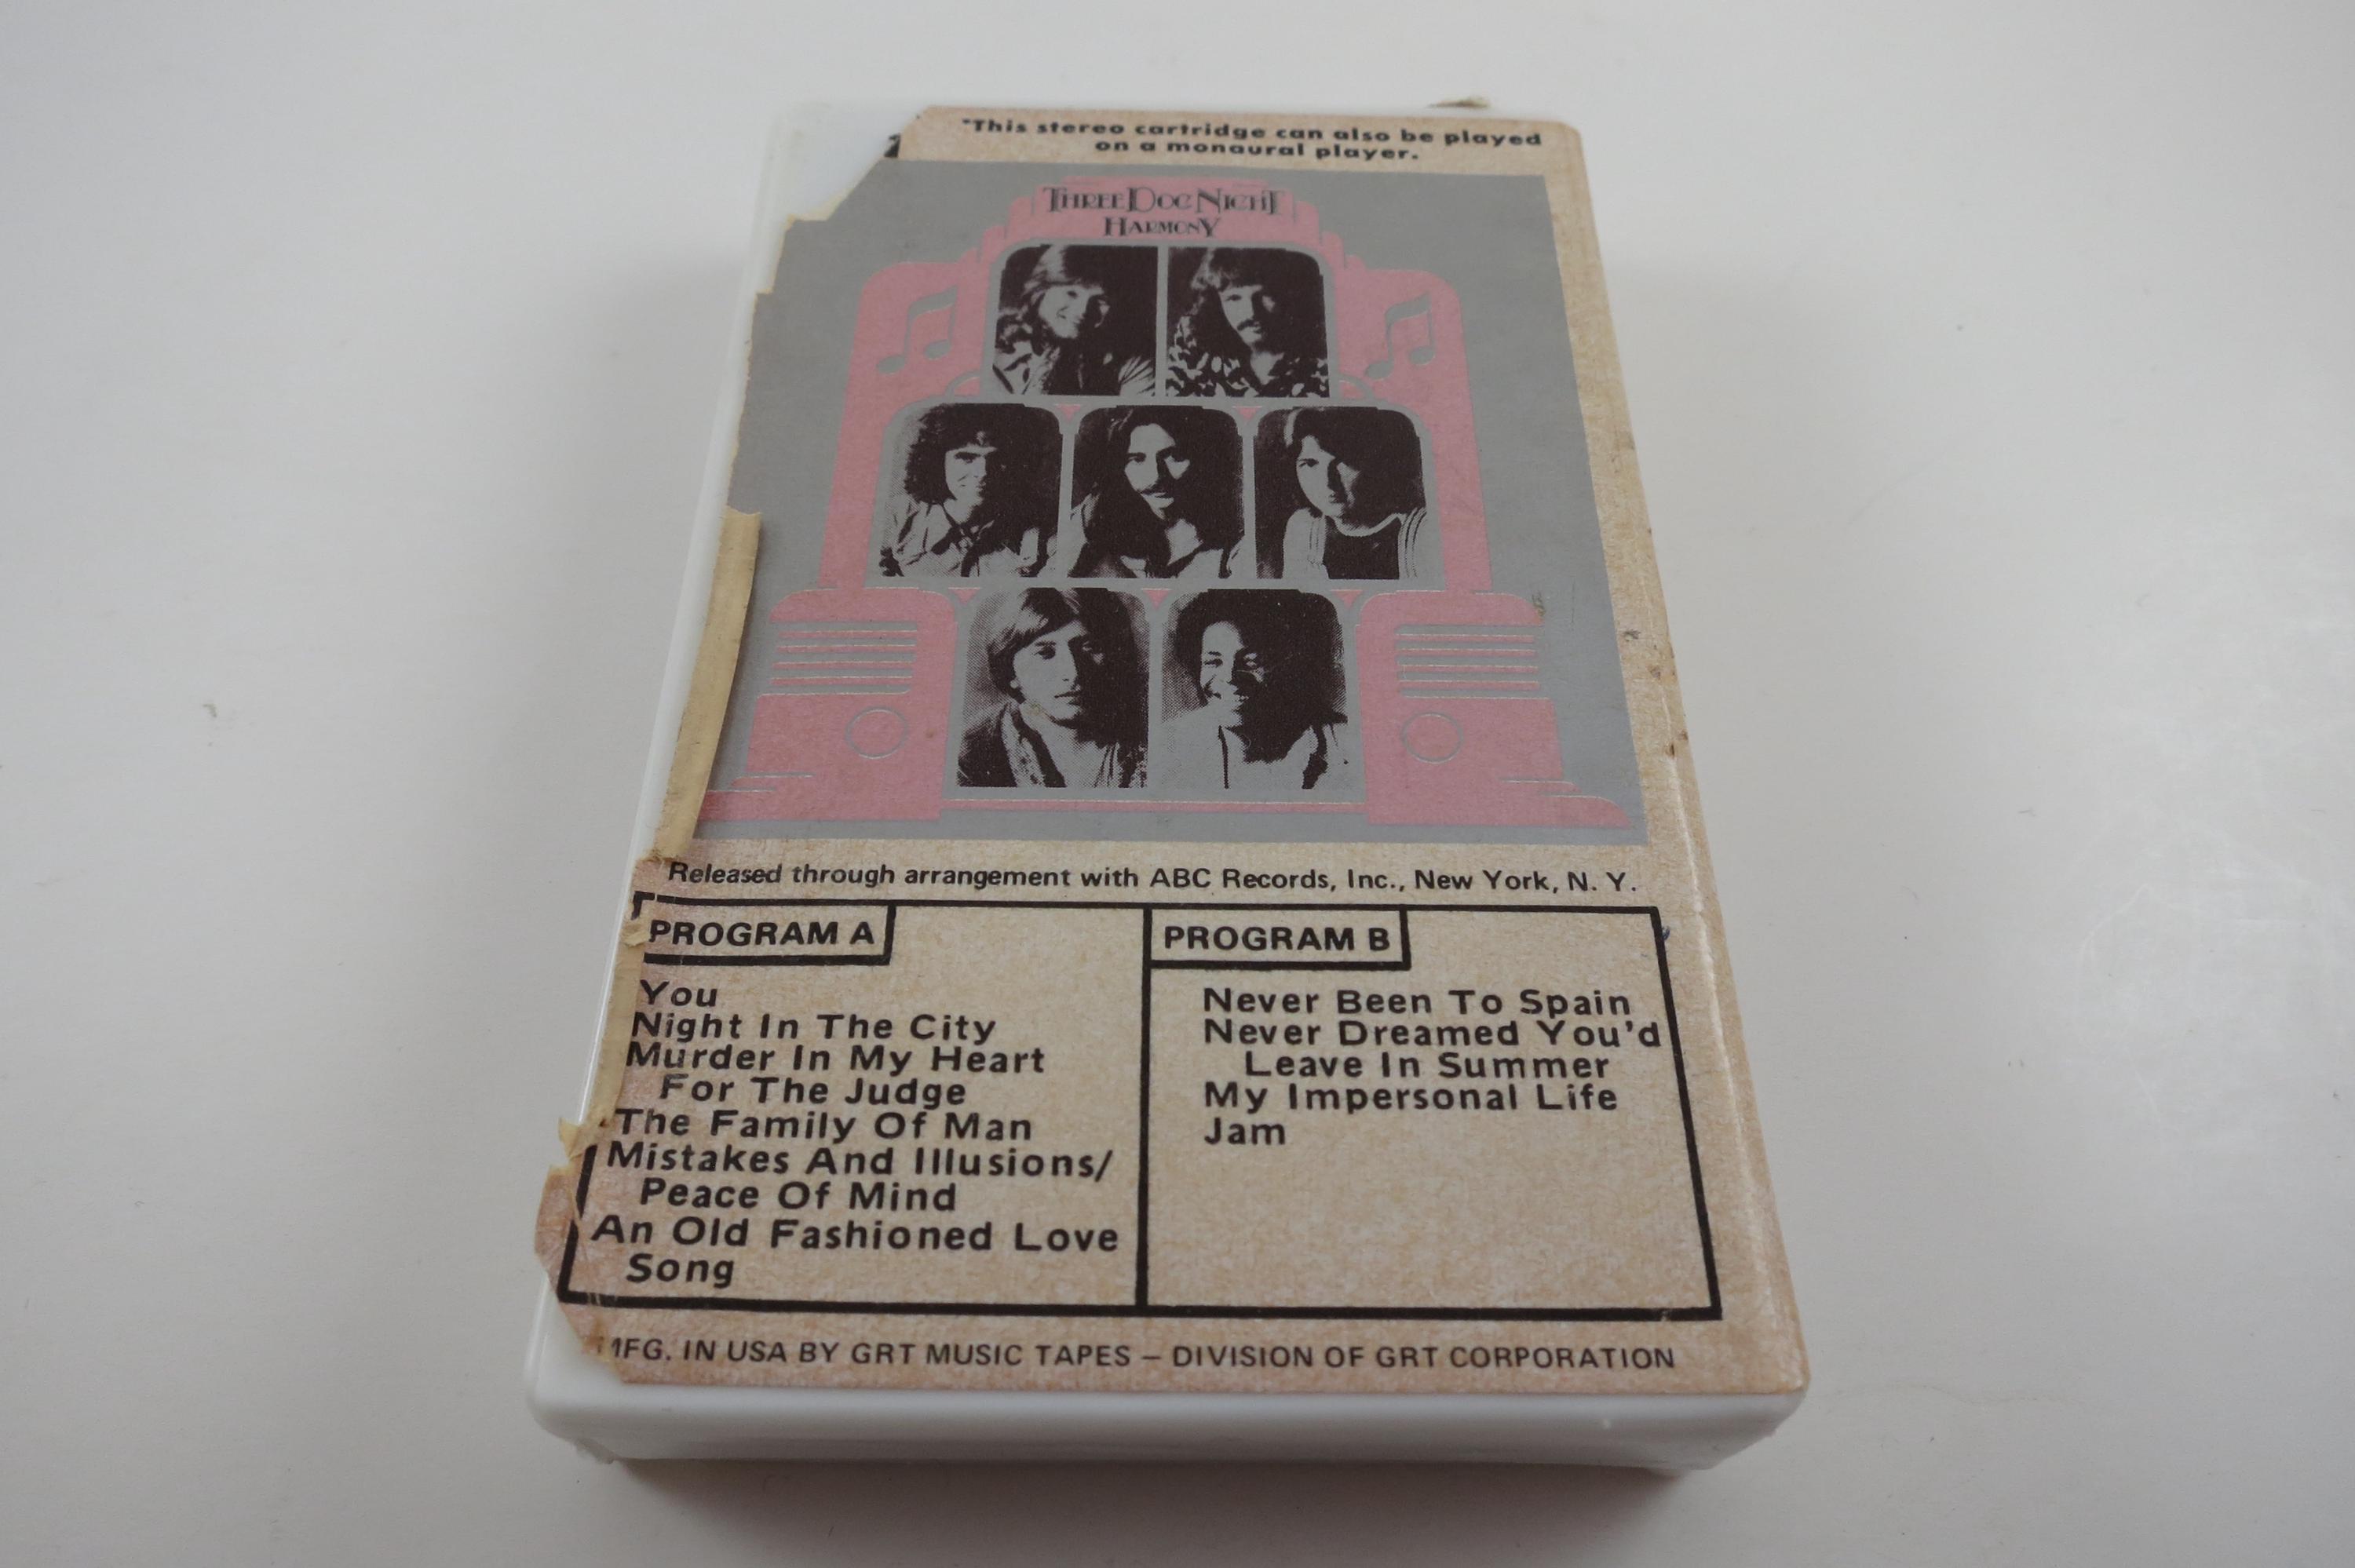 *This stereo cartridge can also be played
on a monaural player.
THREE DOG NIGHT
HARMONY
Released through arrangement with ABC Records, Inc., New York, N. Y.
PROGRAM A
You
Night In The City
Murder In My Heart
For The Judge
The Family Of Man
Mistakes And Illusions/
Peace Of Mind
An Old Fashioned Love
Song
PROGRAM B
Never Been To Spain
Never Dreamed You'd
Leave In Summer
My Impersonal Life
Jam
MFG. IN USA BY GRT MUSIC TAPES – DIVISION OF GRT CORPORATION